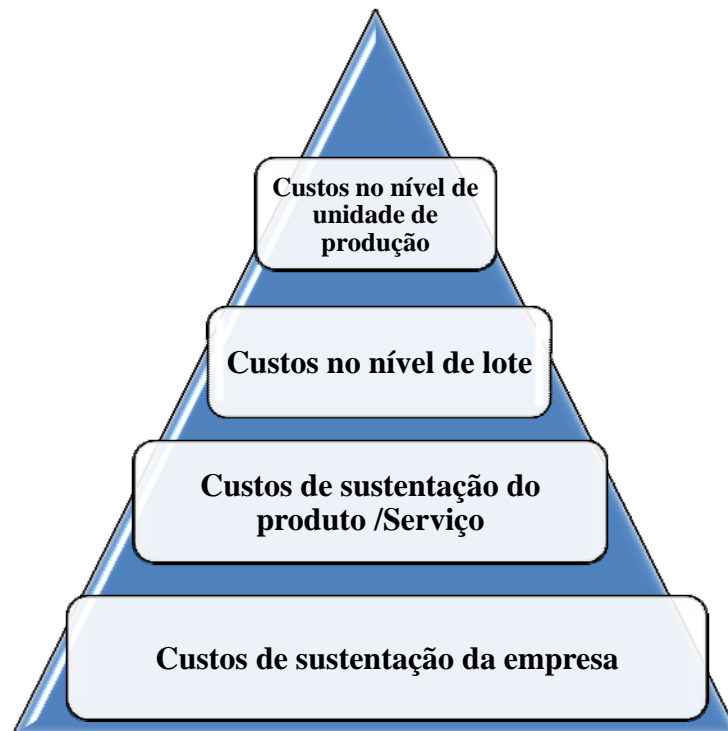 Custos no nível de
unidade de
produção
Custos no nível de lote
Custos de sustentação do
produto /Serviço
Custos de sustentação da empresa